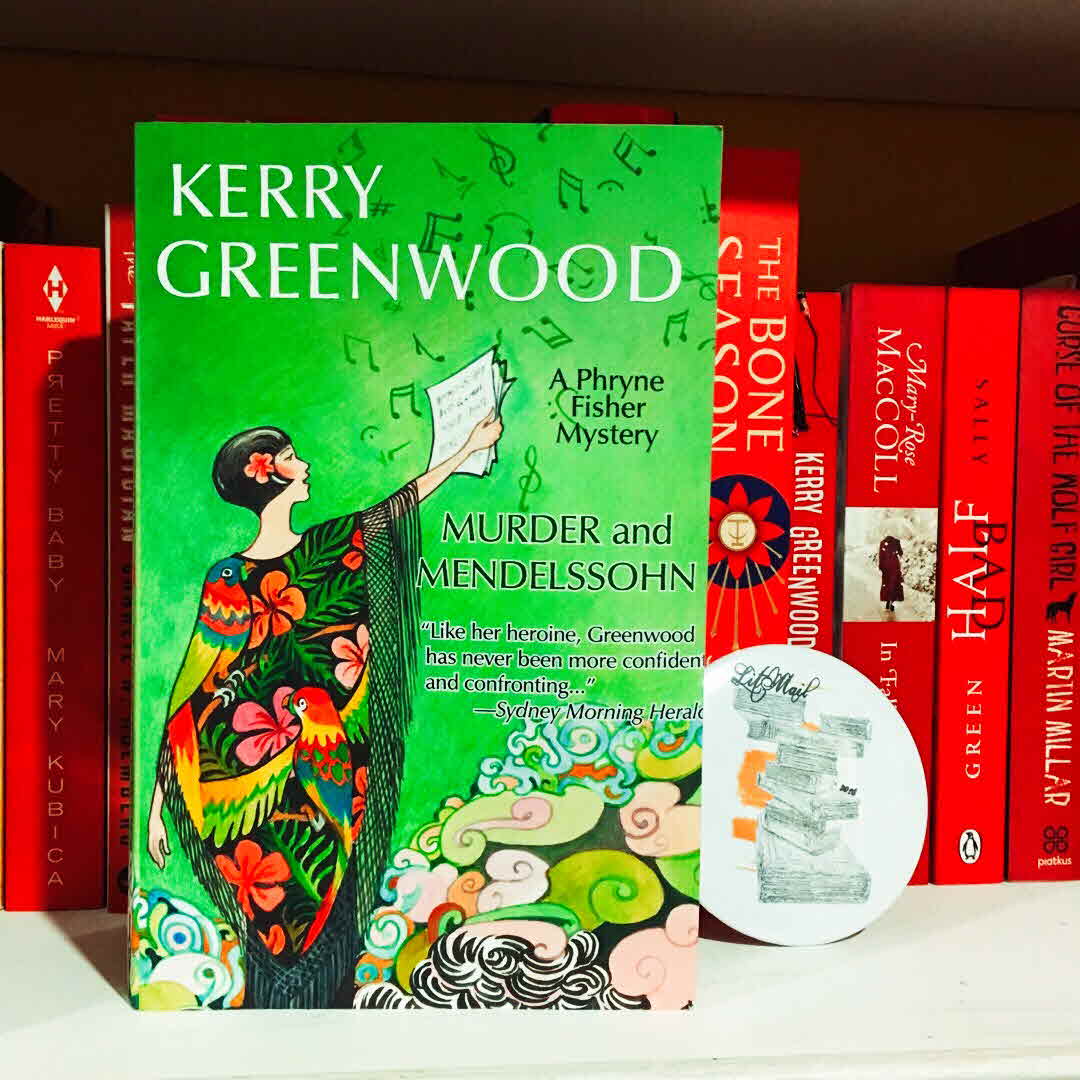 KERRY
GREENWOOD
A Phryne
Fisher
Mystery
MURDER and
MENDELSSOHN
“Like her heroine, Greenwood
has never been more confident
and confronting...”
—Sydney Morning Herald
HARLEQUIN
MIRA
PRETTY BABY MARY KUBICA
THE BONE
SEASON
KERRY GREENWOOD
Mary-Rose
MACCOLL
In
SALLY GREEN
HALF BAD
CURSE OF THE WOLF GIRL MARTIN MILLAR
piatkus
LitMail